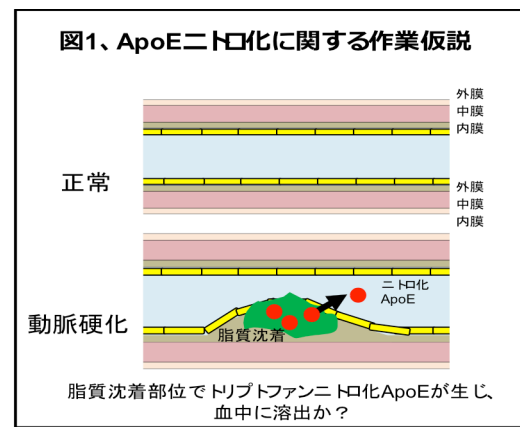 図1、ApoEニトロ化に関する作業仮説
外膜
中膜
内膜
正常
外膜
中膜
内膜
ニトロ化
ApoE
動脈硬化
脂質沈着
脂質沈着部位でトリプトファンニトロ化ApoEが生じ、
血中に溶出か？